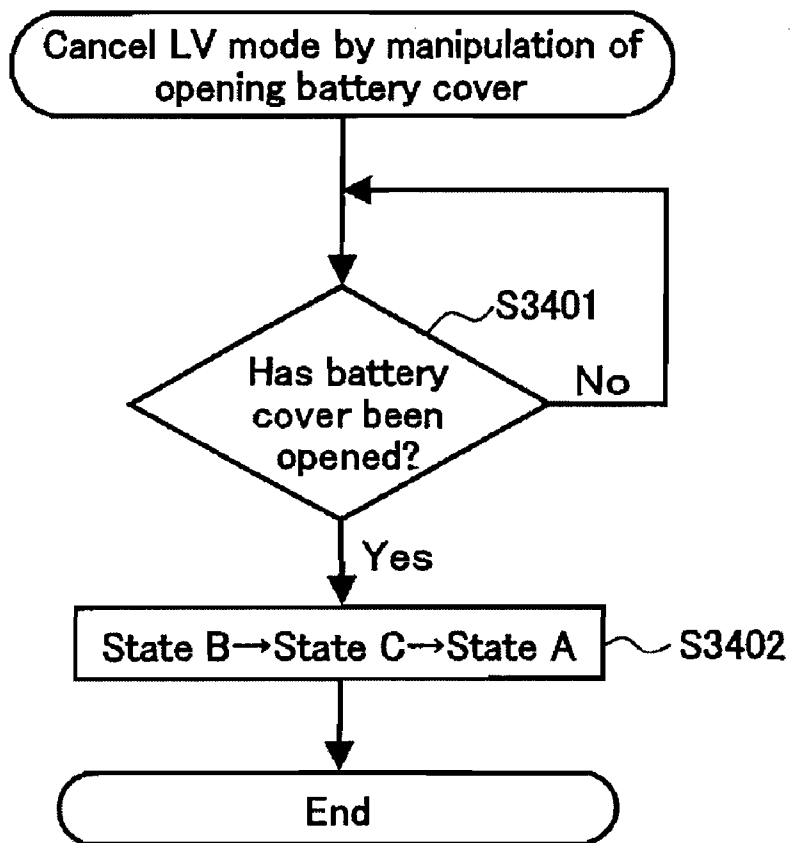 Cancel LV mode by manipulation of
opening battery cover
S3401
Has battery
cover been
opened?
No
Yes
State B→State C→State A
S3402
End